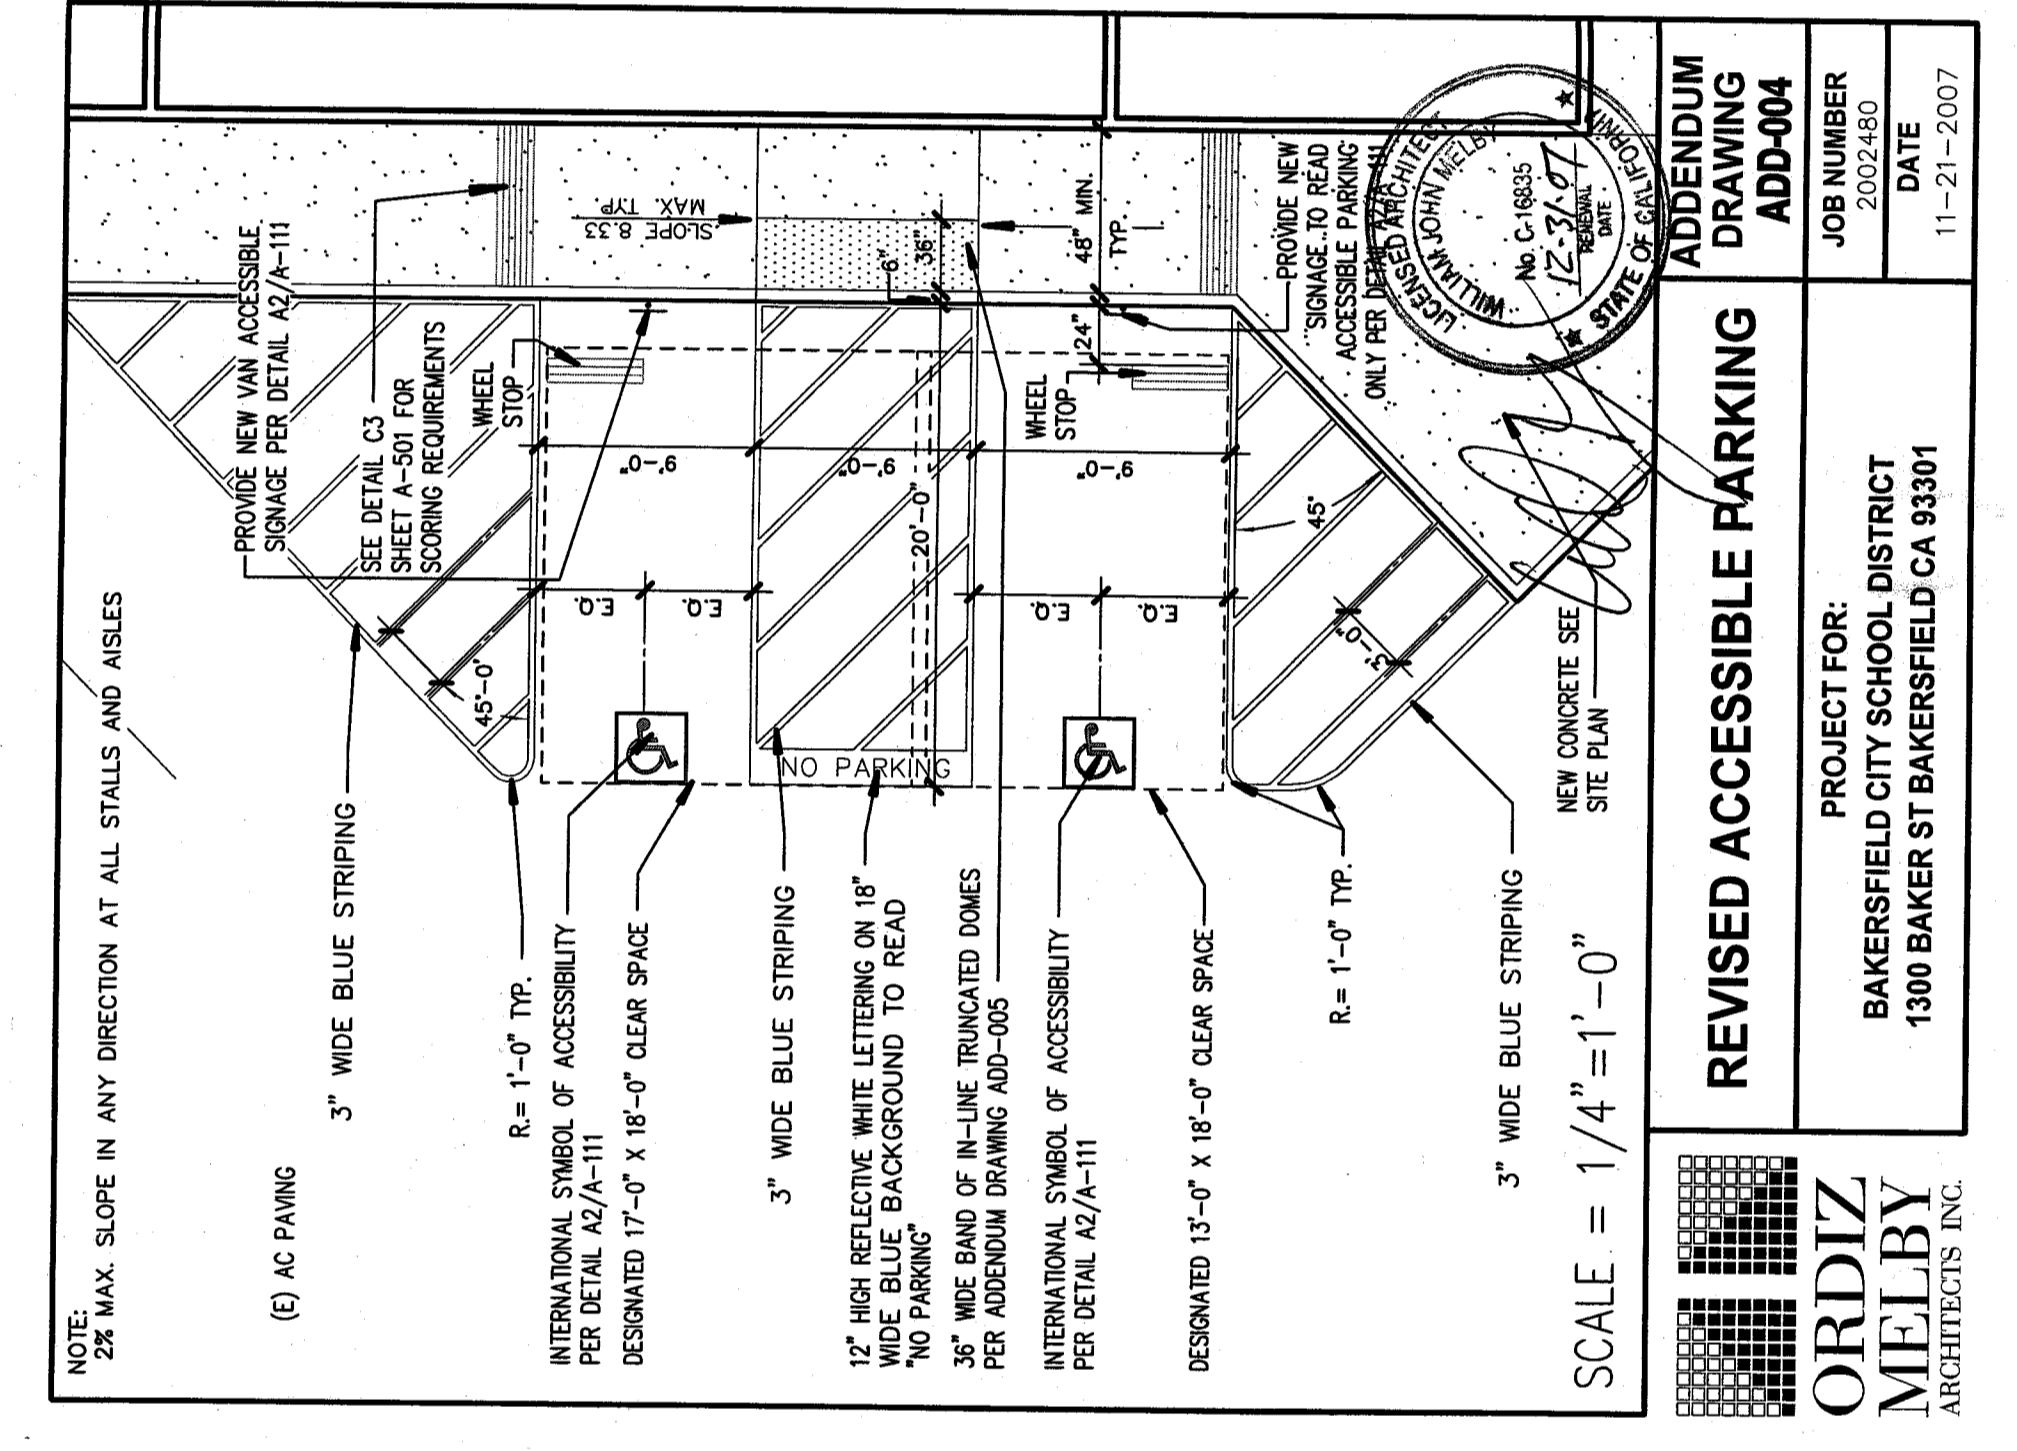 NOTE:
2% MAX. SLOPE IN ANY DIRECTION AT ALL STALLS AND AISLES
(E) AC PAVING
3" WIDE BLUE STRIPING
R.= 1'-0" TYP.
INTERNATIONAL SYMBOL OF ACCESSIBILITY
PER DETAIL A2/A-111
DESIGNATED 17'-0" X 18'-0" CLEAR SPACE
3" WIDE BLUE STRIPING
12" HIGH REFLECTIVE WHITE LETTERING ON 18"
WIDE BLUE BACKGROUND TO READ
"NO PARKING"
36" WIDE BAND OF IN-LINE TRUNCATED DOMES
PER ADDENDUM DRAWING ADD-005
INTERNATIONAL SYMBOL OF ACCESSIBILITY
PER DETAIL A2/A-111
DESIGNATED 13'-0" X 18'-0" CLEAR SPACE
R.= 1'-0" TYP.
3" WIDE BLUE STRIPING
SCALE = 1/4"=1'-0"
PROVIDE NEW VAN ACCESSIBLE
SIGNAGE PER DETAIL A2/A-111
SEE DETAIL C3
SHEET A-501 FOR
SCORING REQUIREMENTS
WHEEL
STOP
45'-0'
E.Q.
E.Q.
9'-0"
9'-0"
20'-0"
NO PARKING
SLOPE 8.33
MAX. TYP.
6"
36"
WHEEL
STOP
9'-0"
E.Q.
E.Q.
24"
48" MIN.
TYP.
45°
3'-0"
PROVIDE NEW
SIGNAGE TO READ
ACCESSIBLE PARKING
ONLY PER DETAIL A2/A-111
NEW CONCRETE SEE
SITE PLAN
LICENSED ARCHITECT
WILLIAM JOHN MELBY
No. C-16835
12-31-07
RENEWAL
DATE
STATE OF CALIFORNIA
REVISED ACCESSIBLE PARKING
ADDENDUM
DRAWING
ADD-004
PROJECT FOR:
BAKERSFIELD CITY SCHOOL DISTRICT
1300 BAKER ST BAKERSFIELD CA 93301
JOB NUMBER
2002480
DATE
11-21-2007
ORDIZ
MELBY
ARCHITECTS INC.